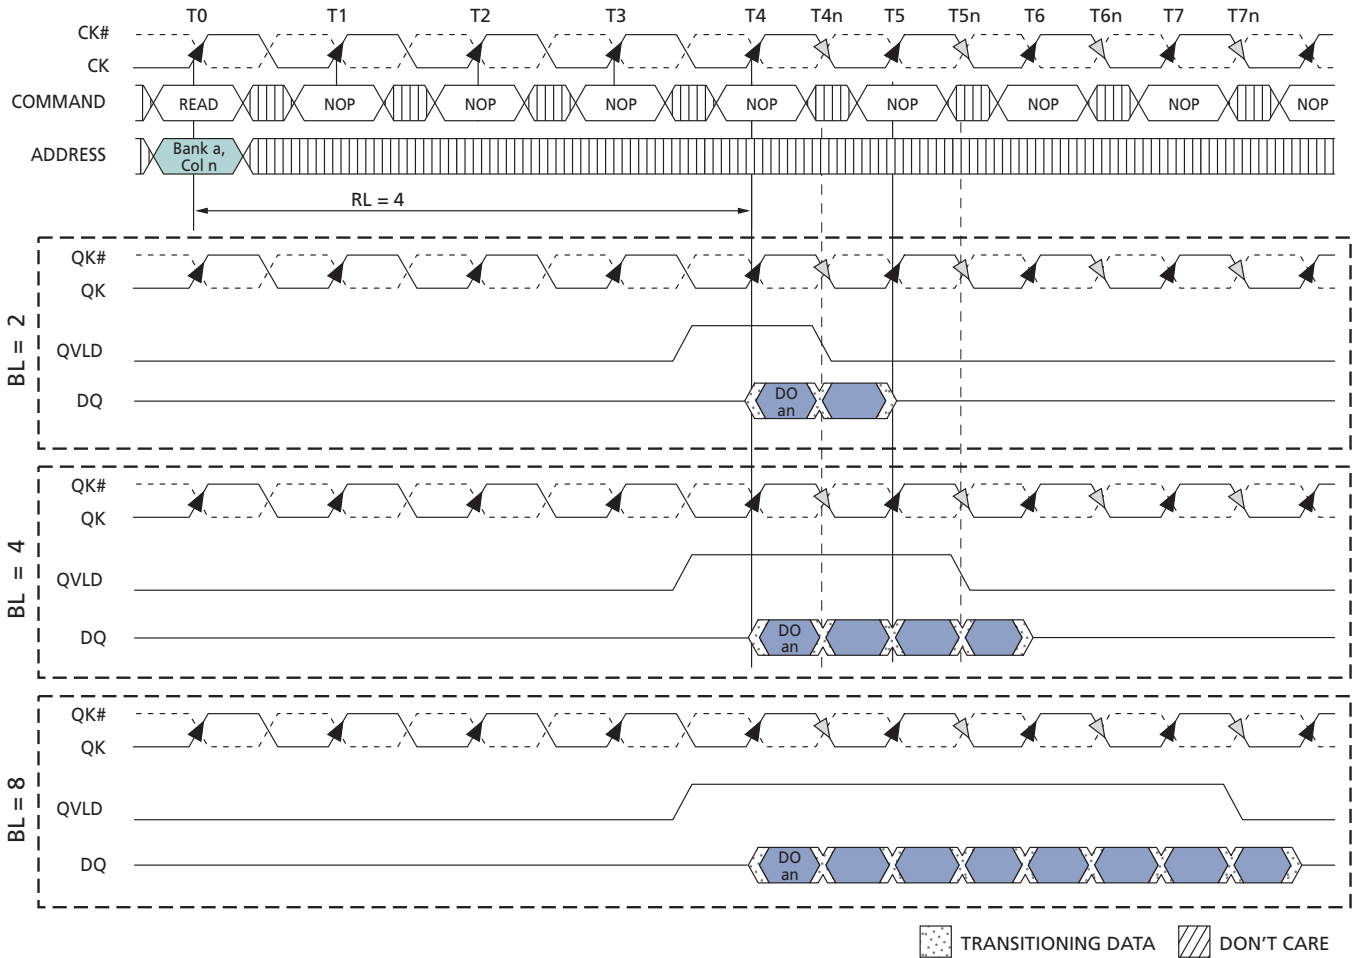 T0 T1 T2 T3 T4 T4n T5 T5n T6 T6n T7 T7n
CK#
CK
COMMAND READ NOP NOP NOP NOP NOP NOP NOP NOP
ADDRESS Bank a,
Col n
RL = 4
BL = 2
QK#
QK
QVLD
DQ DO
an
BL = 4
QK#
QK
QVLD
DQ DO
an
BL = 8
QK#
QK
QVLD
DQ DO
an
TRANSITIONING DATA DON'T CARE